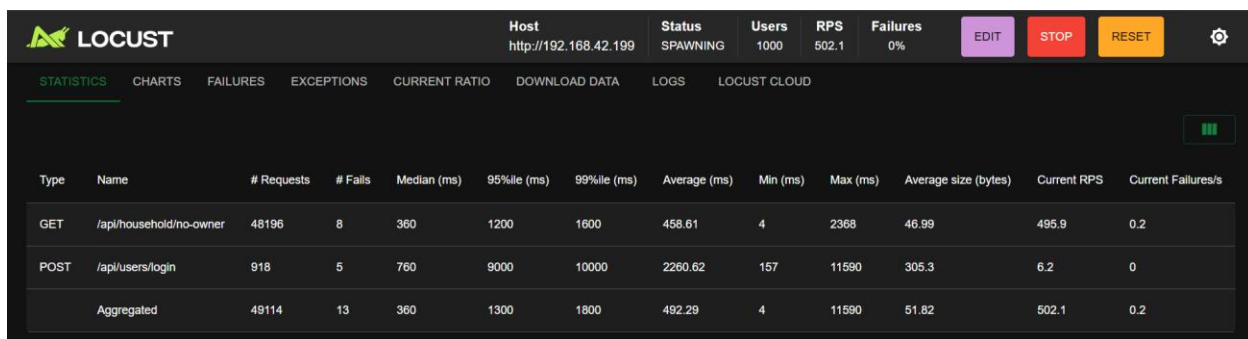 LOCUST
Host Status Users RPS Failures
http://192.168.42.199 SPAWNING 1000 502.1 0%
EDIT STOP RESET
STATISTICS CHARTS FAILURES EXCEPTIONS CURRENT RATIO DOWNLOAD DATA LOGS LOCUST CLOUD
Type Name # Requests # Fails Median (ms) 95%ile (ms) 99%ile (ms) Average (ms) Min (ms) Max (ms) Average size (bytes) Current RPS Current Failures/s
GET /api/household/no-owner 48196 8 360 1200 1600 458.61 4 2368 46.99 495.9 0.2
POST /api/users/login 918 5 760 9000 10000 2260.62 157 11590 305.3 6.2 0
Aggregated 49114 13 360 1300 1800 492.29 4 11590 51.82 502.1 0.2